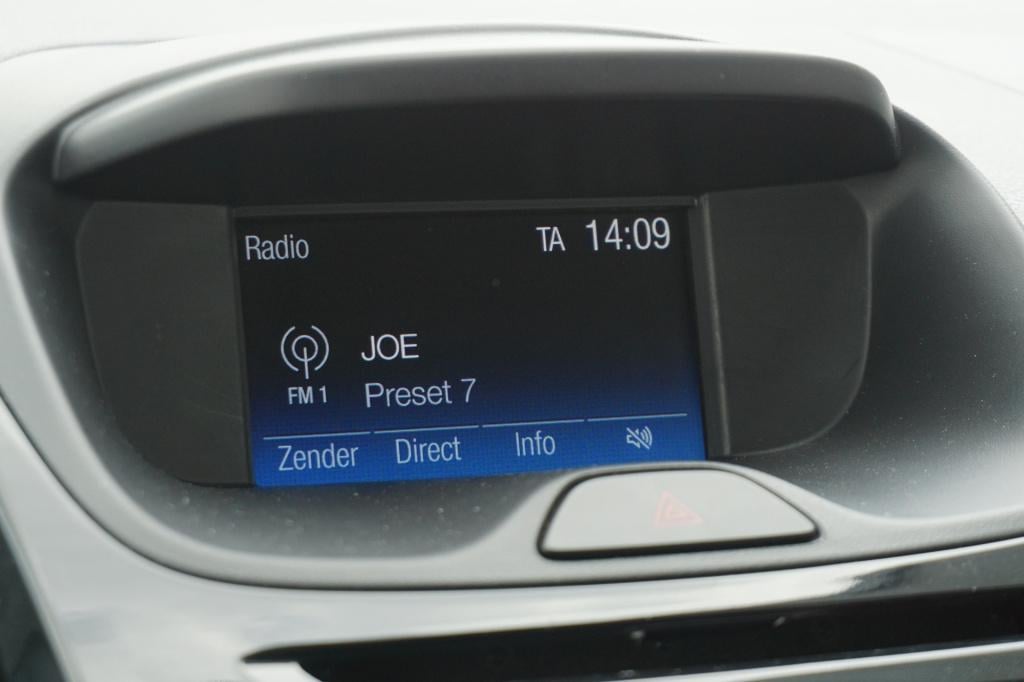 Radio TA 14:09
JOE
FM 1 Preset 7
Zender Direct Info